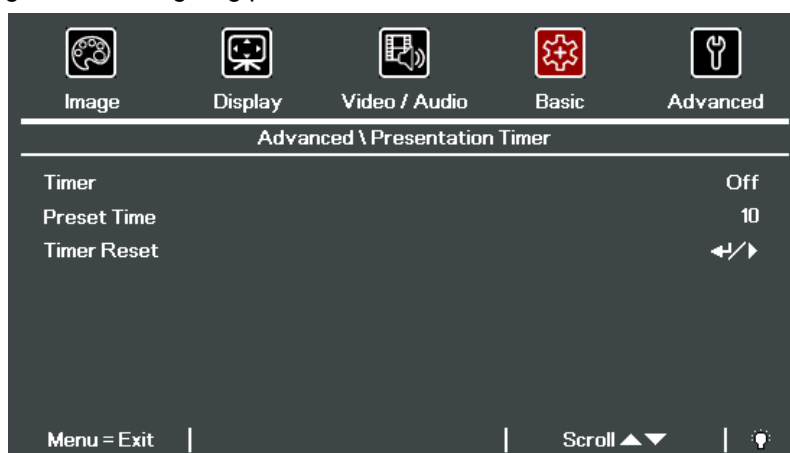 Image Display Video / Audio Basic Advanced
Advanced \ Presentation Timer
Timer Off
Preset Time 10
Timer Reset
Menu = Exit Scroll